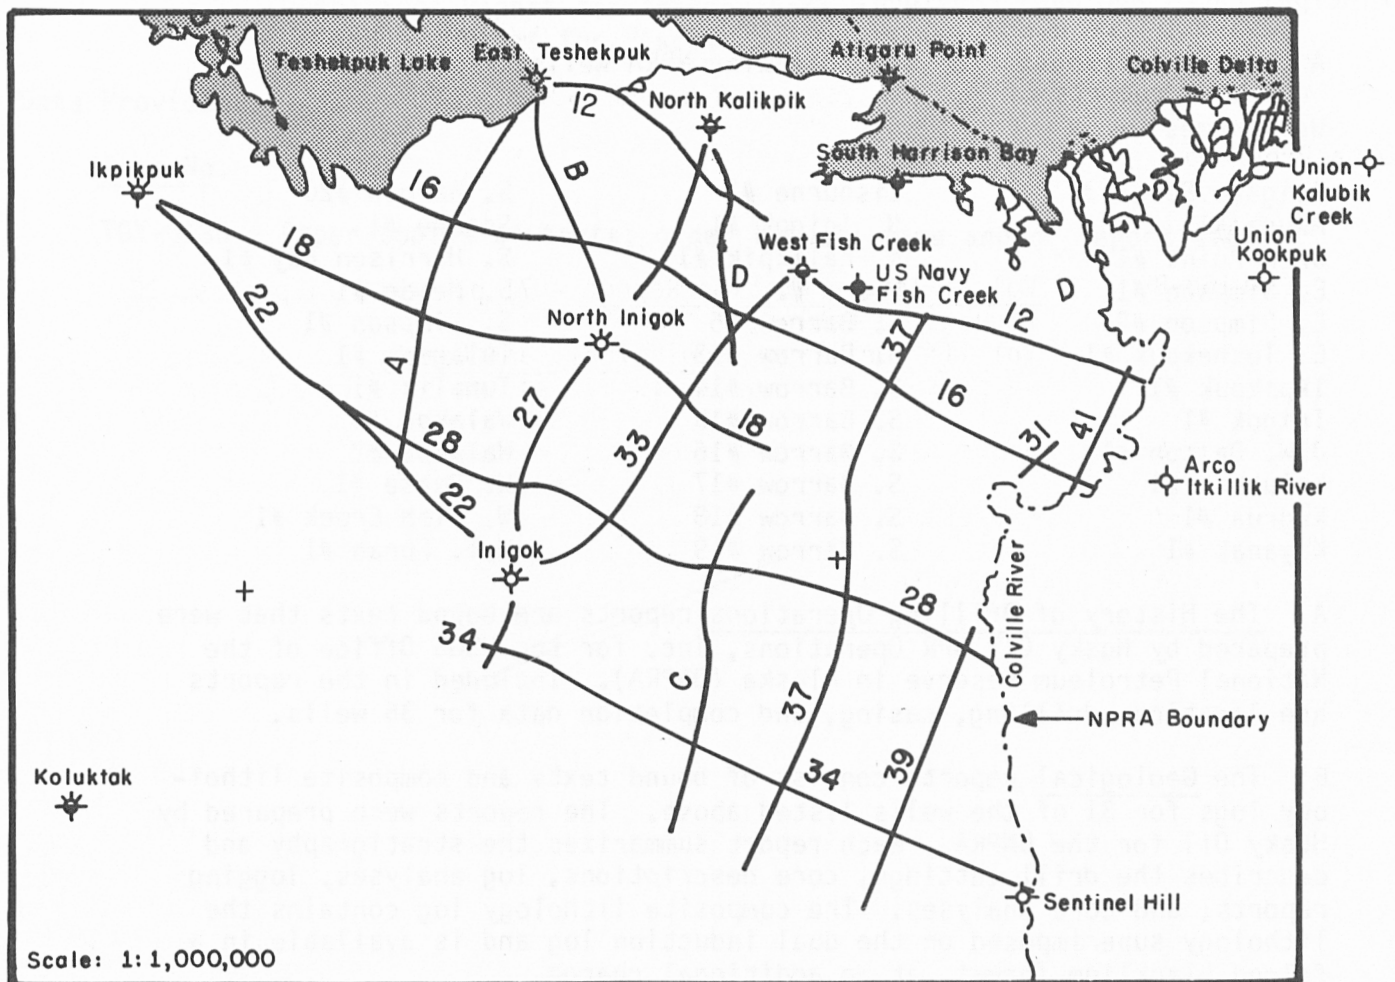 Teshekpuk Lake
East Teshekpuk
Atigaru Point
Colville Delta
12
North Kalikpik
B
South Harrison Bay
Ikpikpuk
16
Union
Kalubik
Creek
18
West Fish Creek
Union
Kookpuk
D
US Navy
Fish Creek
D
22
North Inigok
12
37
A
16
27
18
28
33
31
41
22
Arco
Itkillik River
Inigok
28
34
Colville River
C
37
NPRA Boundary
34
39
Koluktak
Sentinel Hill
Scale: 1:1,000,000